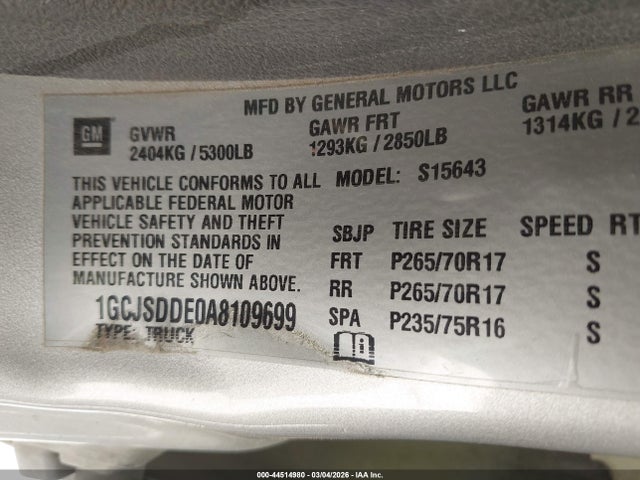 MFD BY GENERAL MOTORS LLC
GM
GVWR GAWR FRT GAWR RR
2404KG / 5300LB 1293KG / 2850LB 1314KG / 2
THIS VEHICLE CONFORMS TO ALL MODEL: S15643
APPLICABLE FEDERAL MOTOR
VEHICLE SAFETY AND THEFT SBJP TIRE SIZE SPEED RT
PREVENTION STANDARDS IN
EFFECT ON THE DATE OF FRT P265/70R17 S
MANUFACTURE SHOWN ABOVE. RR P265/70R17 S
1GCJSDDE0A8109699 SPA P235/75R16 S
TYPE: TRUCK
000-44514980 - 03/04/2026 - IAA Inc.